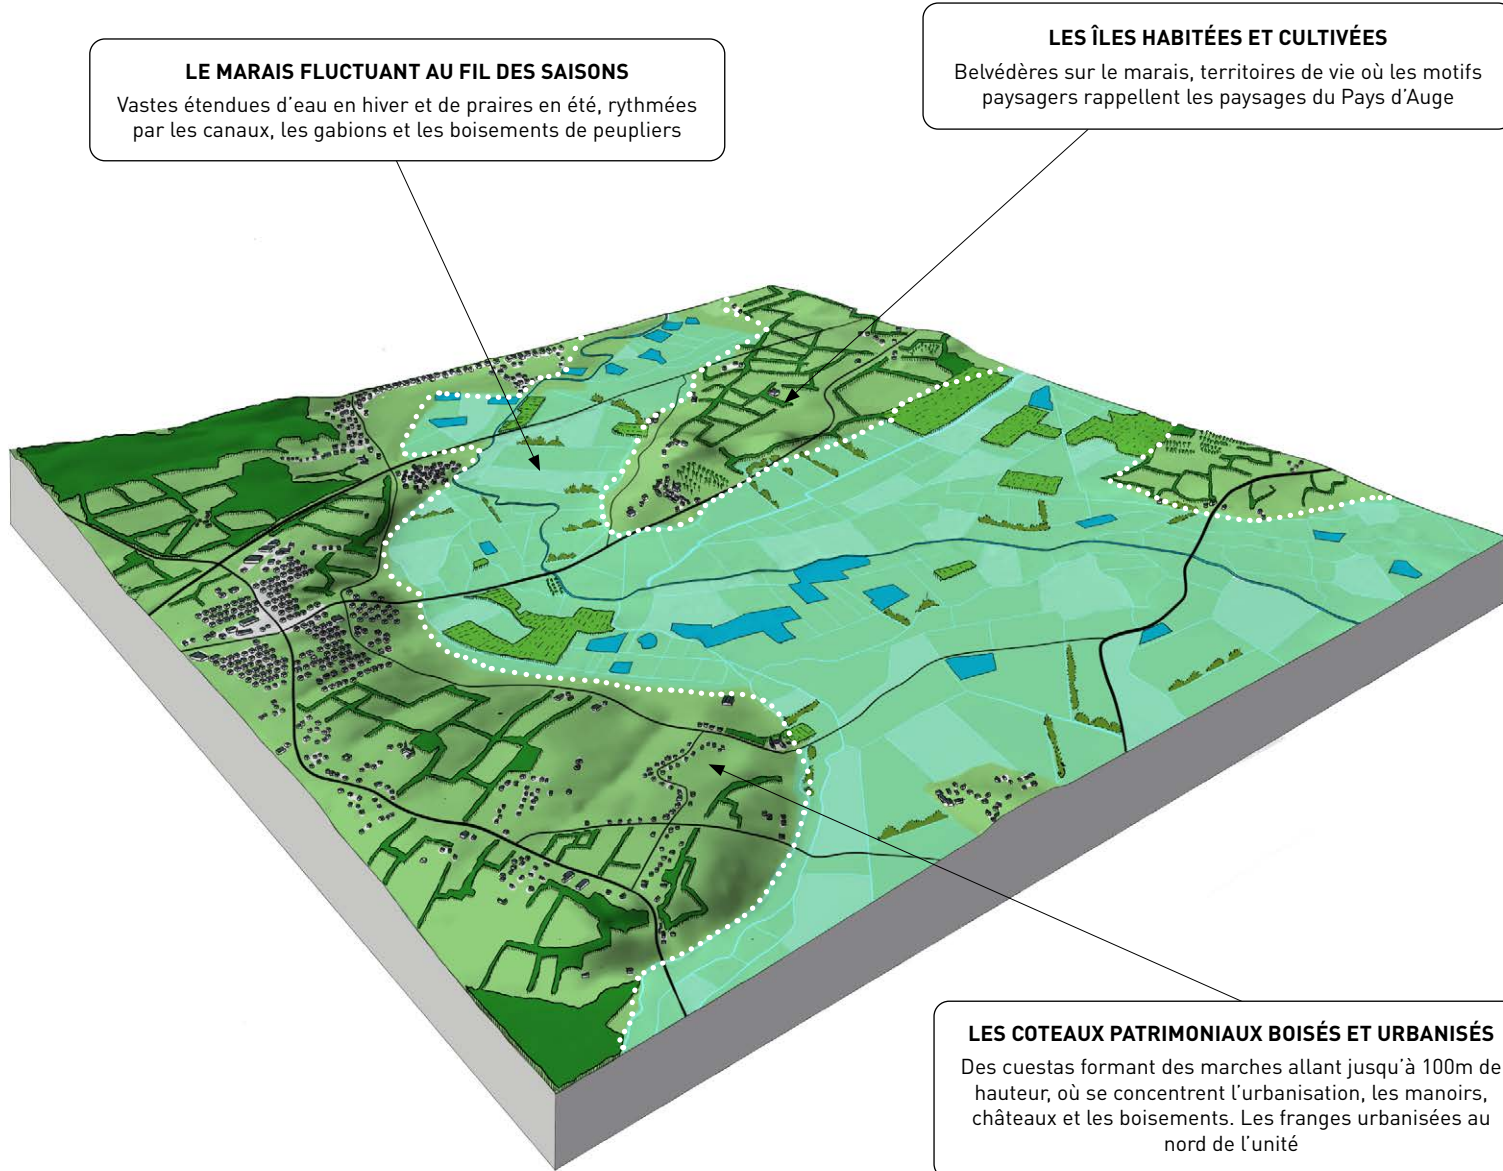 LE MARAIS FLUCTUANT AU FIL DES SAISONS
Vastes étendues d'eau en hiver et de praires en été, rythmées
par les canaux, les gabions et les boisements de peupliers
LES ÎLES HABITÉES ET CULTIVÉES
Belvédères sur le marais, territoires de vie où les motifs
paysagers rappellent les paysages du Pays d'Auge
LES COTEAUX PATRIMONIAUX BOISÉS ET URBANISÉS
Des cuestas formant des marches allant jusqu'à 100m de
hauteur, où se concentrent l'urbanisation, les manoirs,
châteaux et les boisements. Les franges urbanisées au
nord de l'unité